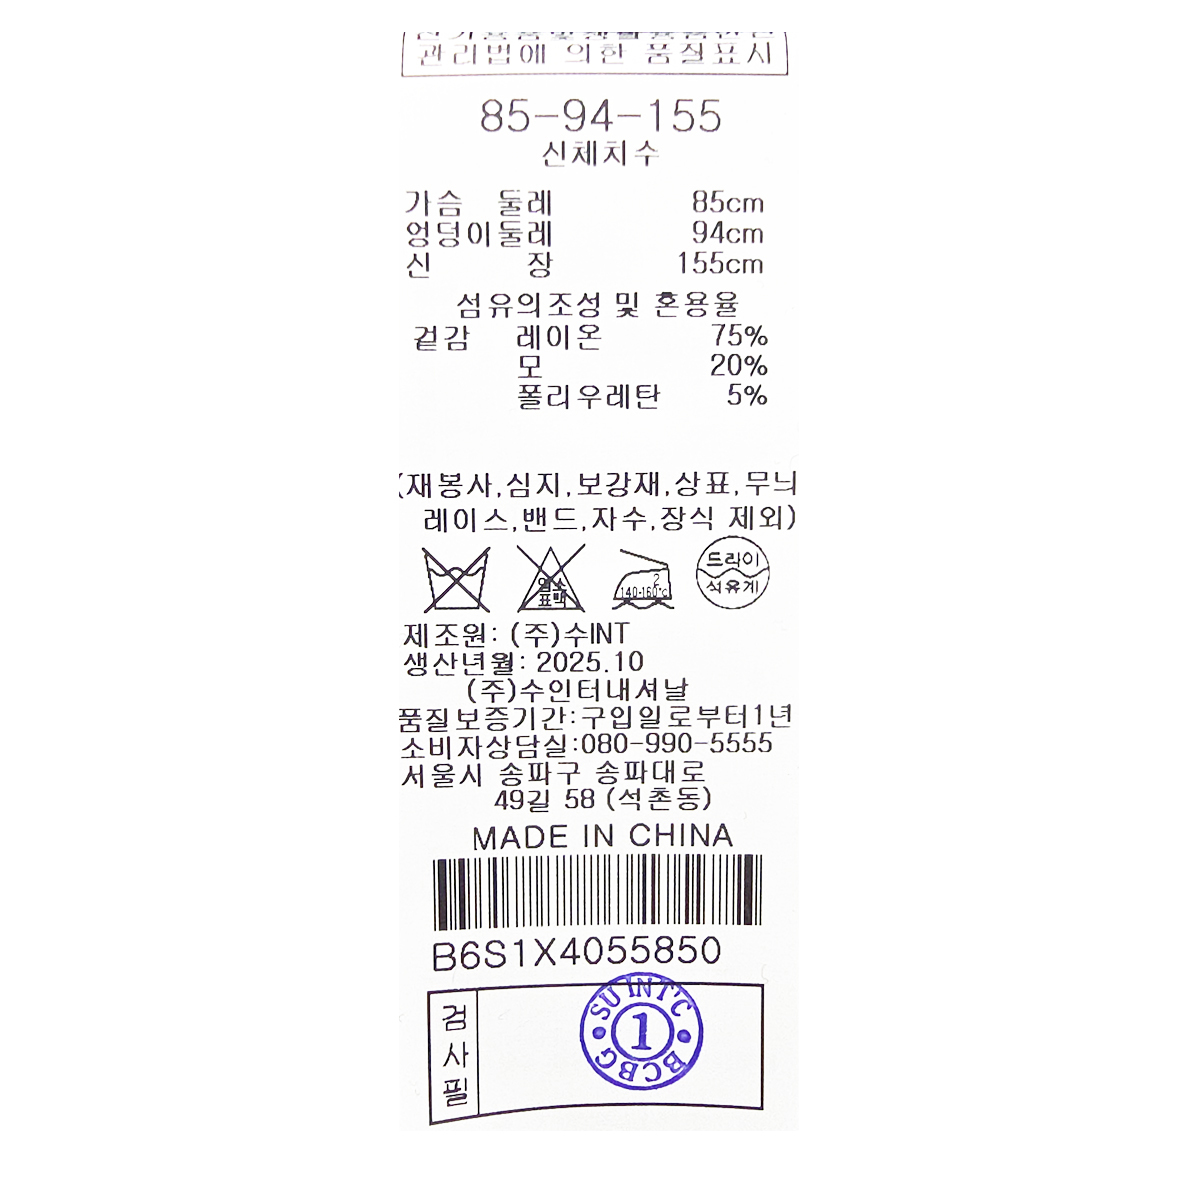 관리법에 의한 품질표시
85-94-155
신체치수
가슴 둘레 85cm
엉덩이둘레 94cm
신 장 155cm
섬유의조성 및 혼용율
겉감 레이온 75%
모 20%
폴리우레탄 5%
(재봉사,심지,보강재,상표,무늬
레이스,밴드,자수,장식 제외)
염소
표백
2
140-160°C
드라이
석유계
제조원: (주)수INT
생산년월: 2025.10
(주)수인터내셔날
품질보증기간:구입일로부터1년
소비자상담실:080-990-5555
서울시 송파구 송파대로
49길 58 (석촌동)
MADE IN CHINA
B6S1X4055850
검사필
SU INT'C
1
BCBG